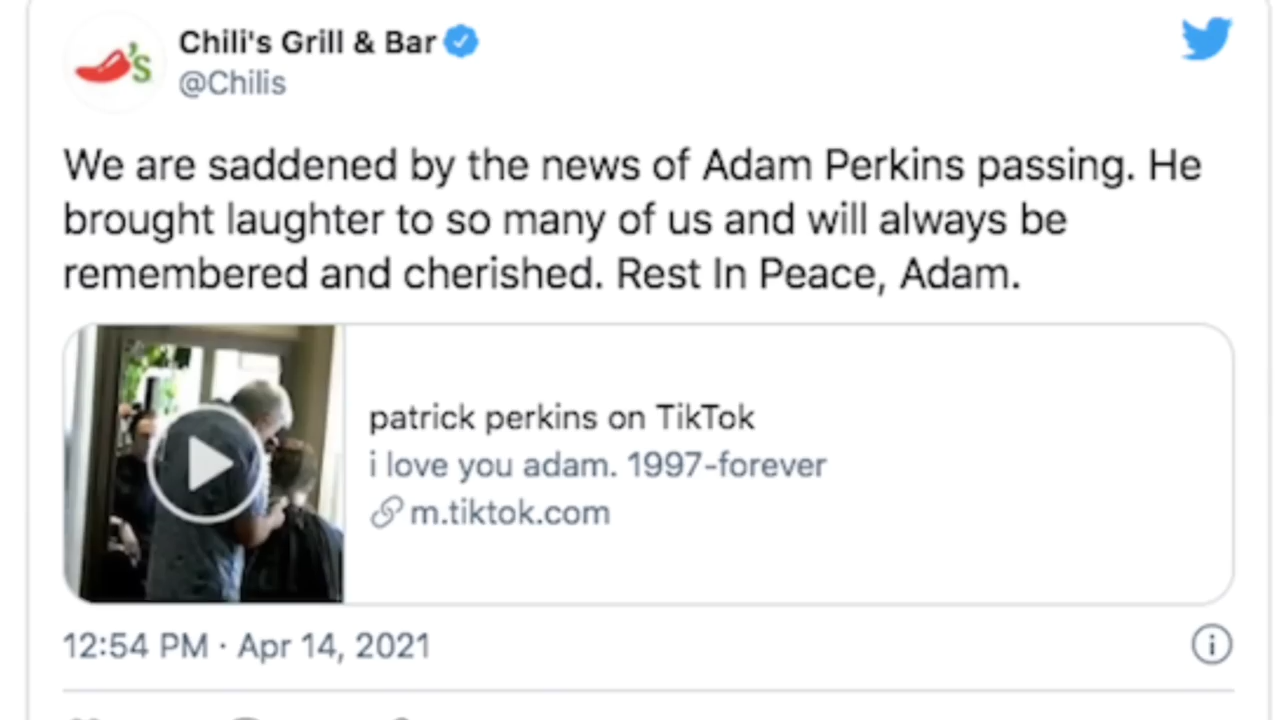 Chili's Grill & Bar
@Chilis
We are saddened by the news of Adam Perkins passing. He
brought laughter to so many of us and will always be
remembered and cherished. Rest In Peace, Adam.
patrick perkins on TikTok
i love you adam. 1997-forever
m.tiktok.com
12:54 PM · Apr 14, 2021